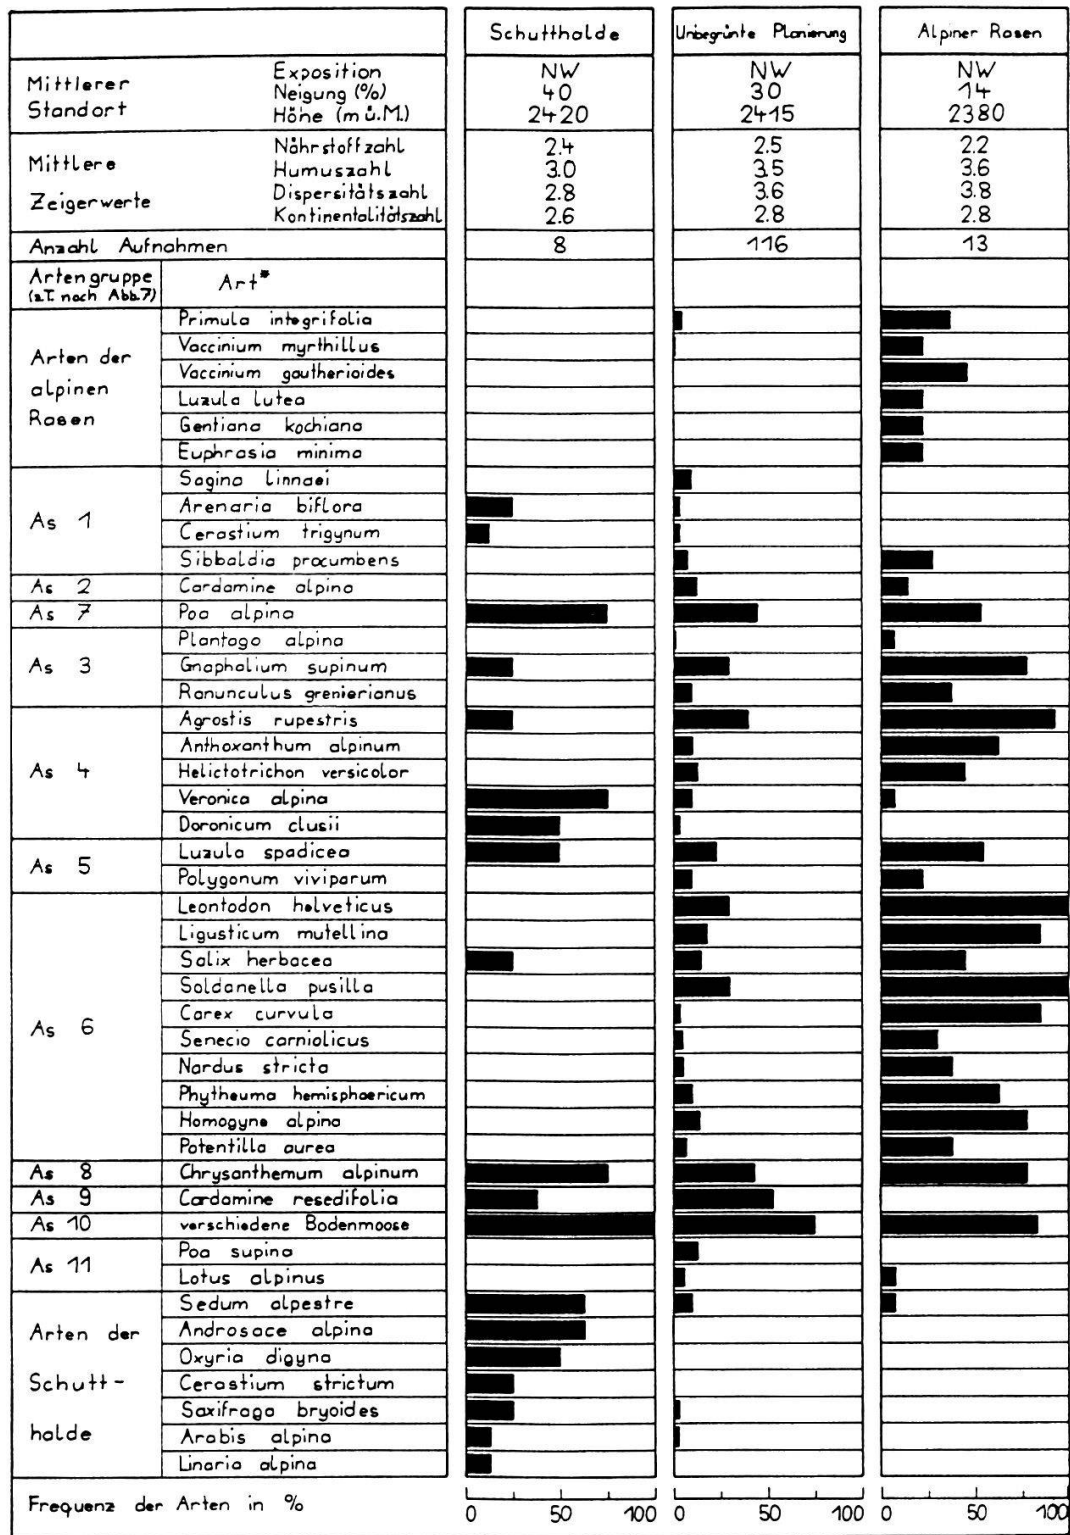 Schutthalde
Unbegrünte Planierung
Alpiner Rasen
Mittlerer
Standort
Exposition NW NW NW
Neigung (%) 40 30 14
Höhe (m ü.M.) 2420 2415 2380
Mittlere
Zeigerwerte
Nährstoffzahl 2.4 2.5 2.2
Humuszahl 3.0 3.5 3.6
Dispersitätszahl 2.8 3.6 3.8
Kontinentalitätszahl 2.6 2.8 2.8
Anzahl Aufnahmen 8 116 13
Artengruppe
(z.T. nach Abb.7)
Art*
Arten der
alpinen
Rasen
Primula integrifolia
Vaccinium myrthillus
Vaccinium gautherioides
Luzula lutea
Gentiana kochiana
Euphrasia minima
As 1
Sagina linnaei
Arenaria biflora
Cerastium trigynum
Sibbaldia procumbens
As 2 Cardamine alpina
As 7 Poa alpina
As 3
Plantago alpina
Gnaphalium supinum
Ranunculus grenierianus
As 4
Agrostis rupestris
Anthoxanthum alpinum
Helictotrichon versicolor
Veronica alpina
Doronicum clusii
As 5
Luzula spadicea
Polygonum viviparum
As 6
Leontodon helveticus
Ligusticum mutellina
Salix herbacea
Soldanella pusilla
Carex curvula
Senecio carniolicus
Nardus stricta
Phytheuma hemisphaericum
Homogyne alpina
Potentilla aurea
As 8 Chrysanthemum alpinum
As 9 Cardamine resedifolia
As 10 verschiedene Bodenmoose
As 11
Poa supina
Lotus alpinus
Arten der
Schutt-
halde
Sedum alpestre
Androsace alpina
Oxyria digyna
Cerastium strictum
Saxifraga bryoides
Arabis alpina
Linaria alpina
Frequenz der Arten in % 0 50 100 0 50 100 0 50 100